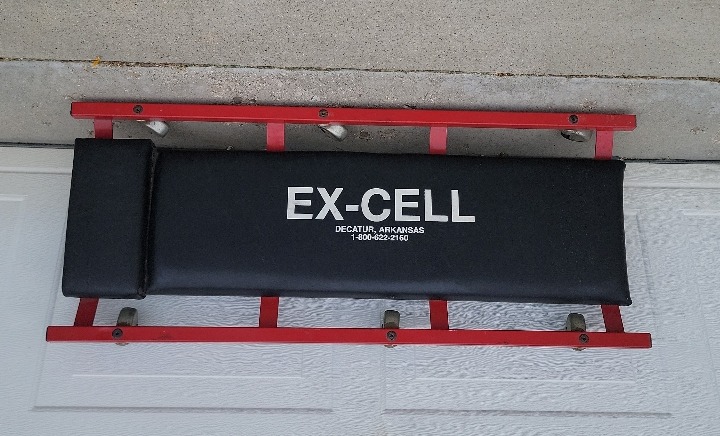 EX-CELL
DECATUR, ARKANSAS
1-800-622-2160